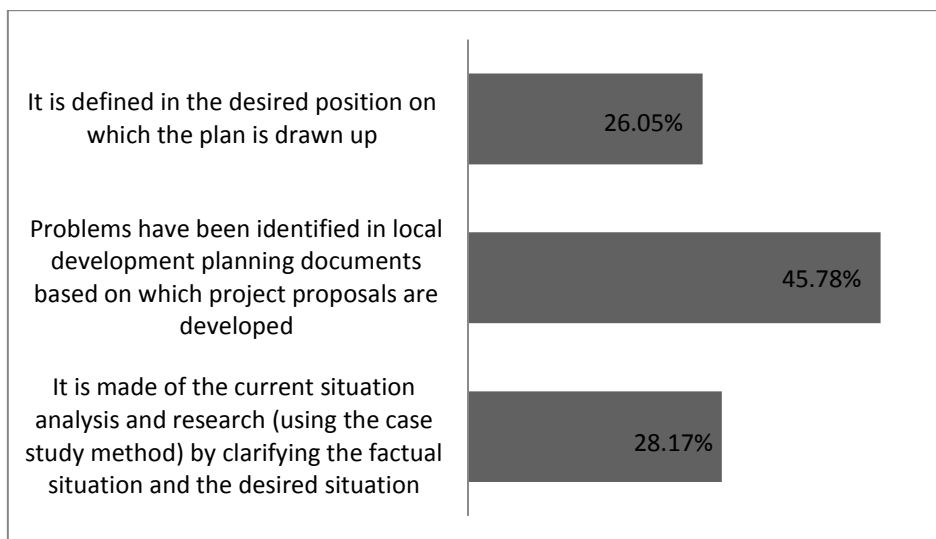 It is defined in the desired position on
which the plan is drawn up
26.05%
Problems have been identified in local
development planning documents
based on which project proposals are
developed
45.78%
It is made of the current situation
analysis and research (using the case
study method) by clarifying the factual
situation and the desired situation
28.17%